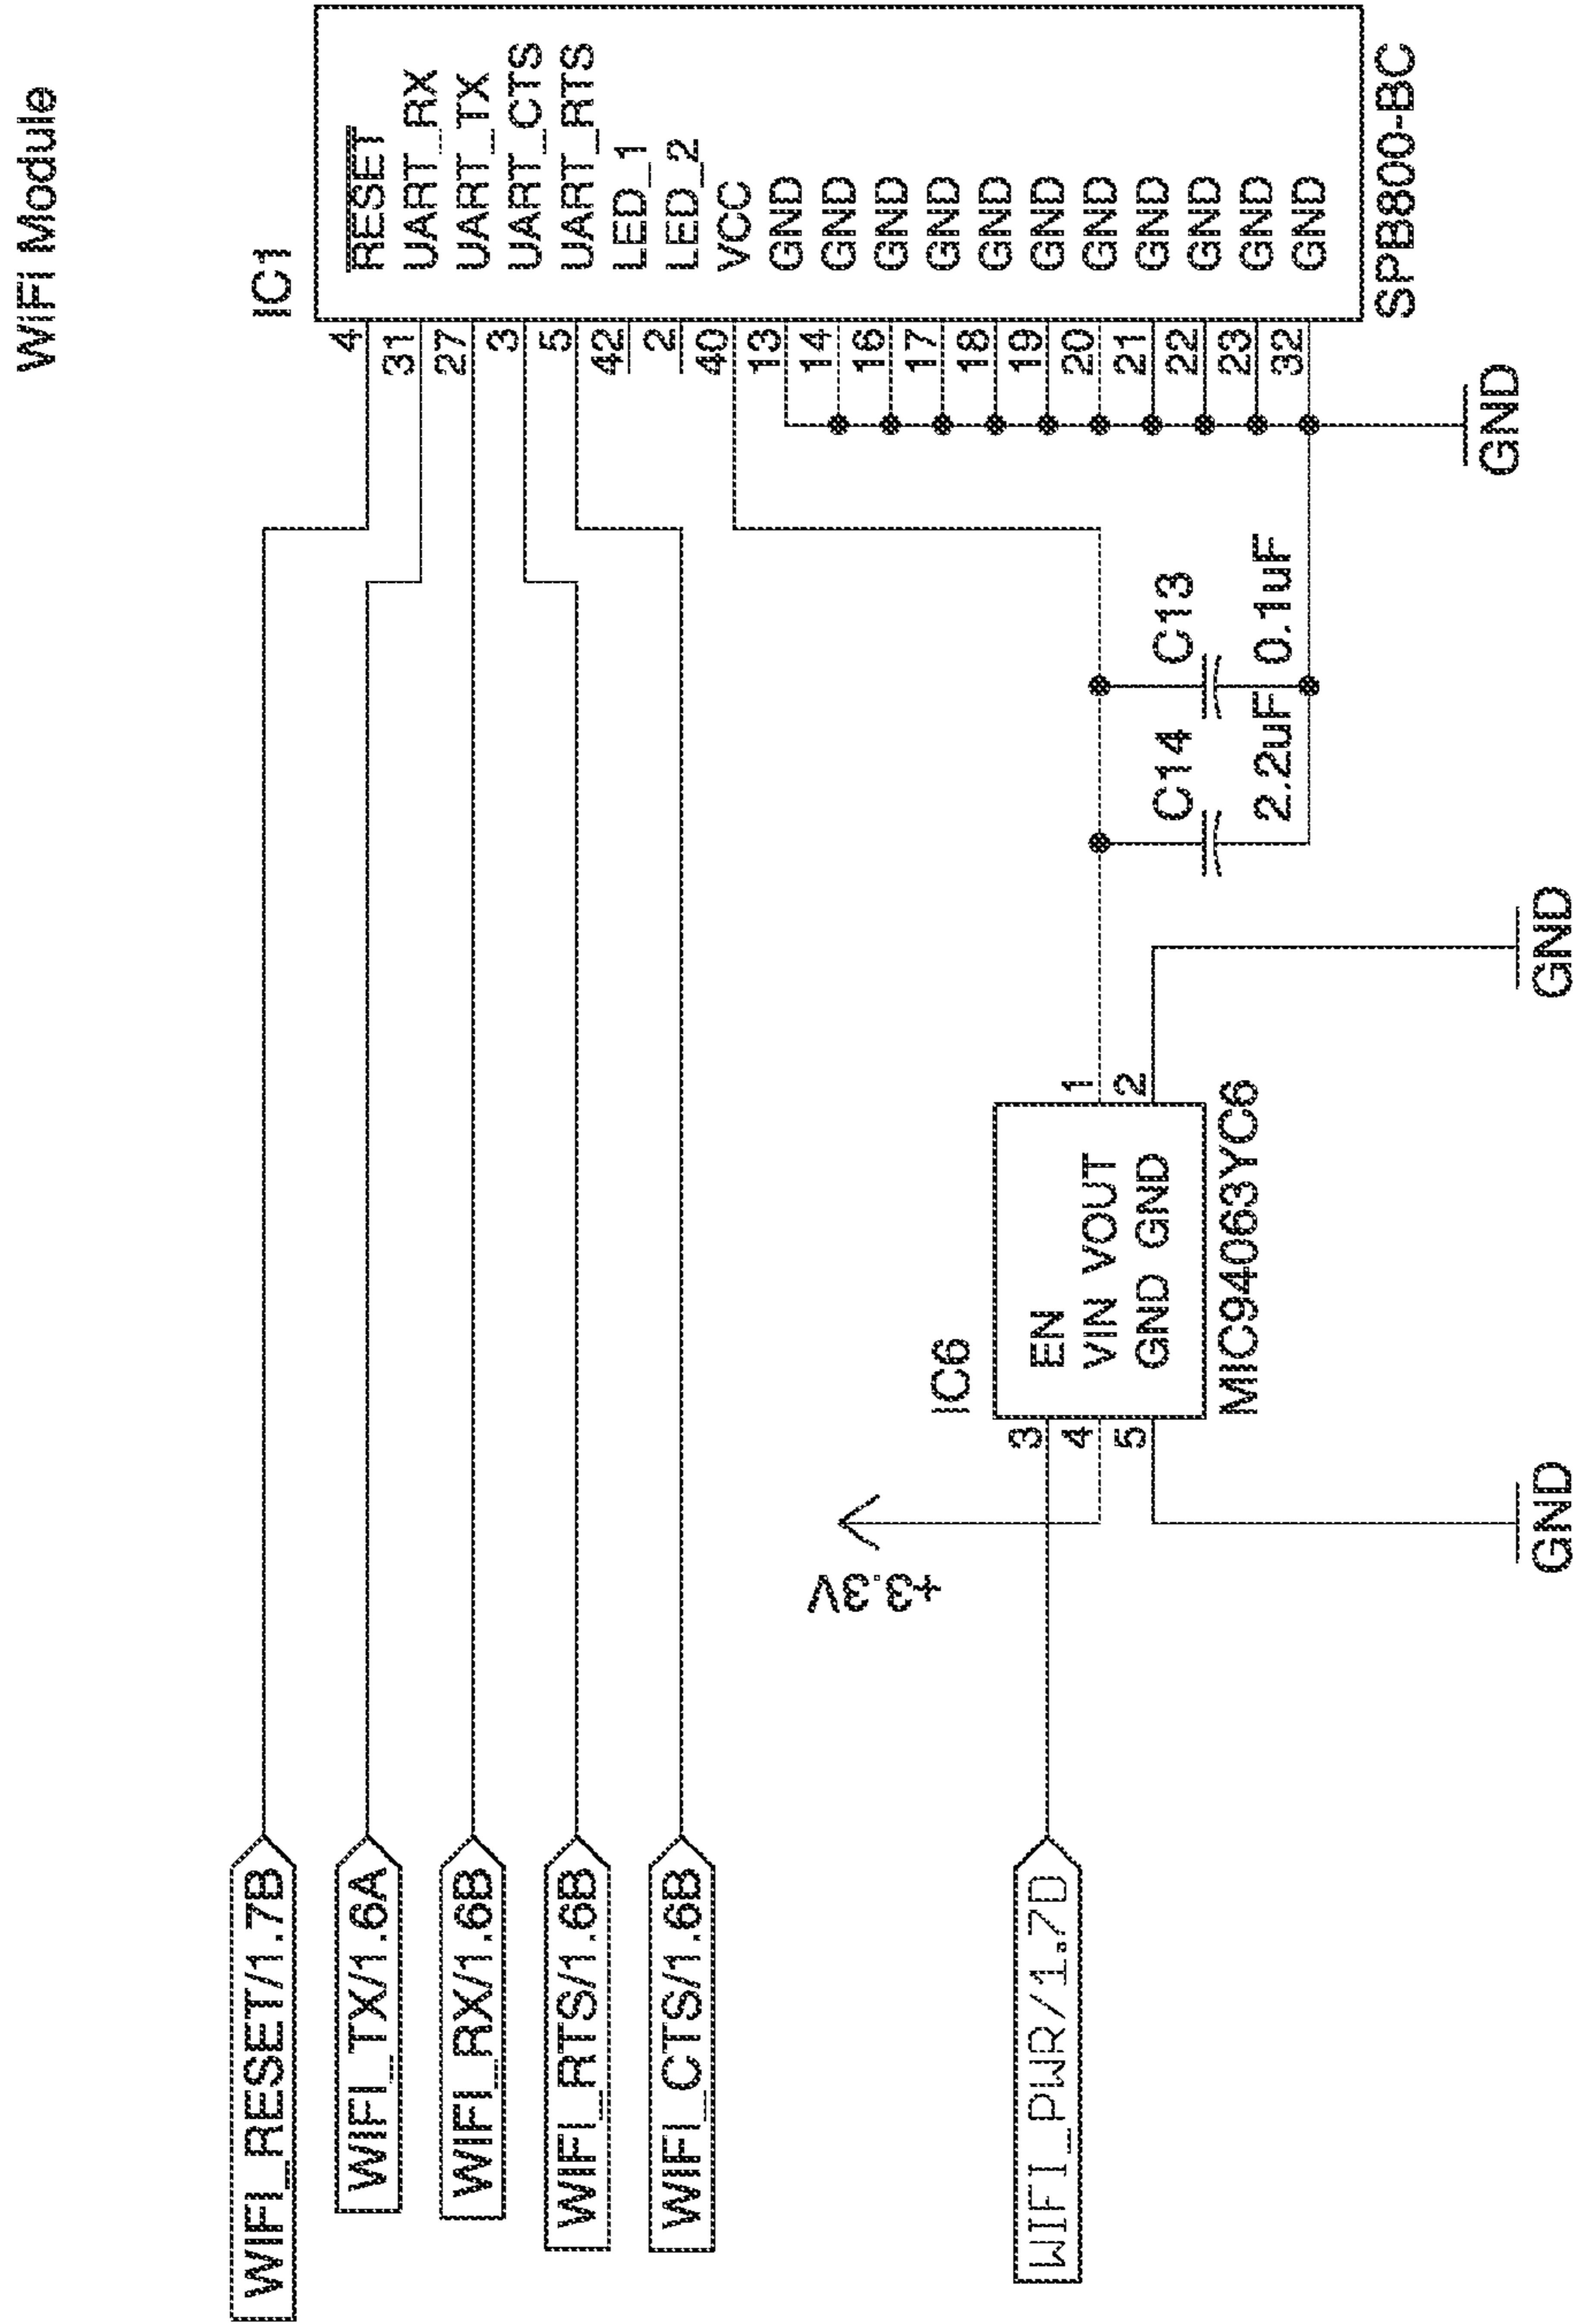 WiFi Module
IC1
RESET
UART_RX
UART_TX
UART_CTS
UART_RTS
LED_1
LED_2
VCC
GND
GND
GND
GND
GND
GND
GND
GND
GND
GND
GND
4
31
27
3
5
42
2
40
13
14
16
17
18
19
20
21
22
23
32
SPB800-BC
GND
WIFI_RESET/1.7B
WIFI_TX/1.6A
WIFI_RX/1.6B
WIFI_RTS/1.6B
WIFI_CTS/1.6B
WIFI_PWR/1.7D
+3.3V
IC6
3
4
5
EN
VIN VOUT
GND GND
1
2
MIC94063YC6
C14
2.2uF
C13
0.1uF
GND
GND